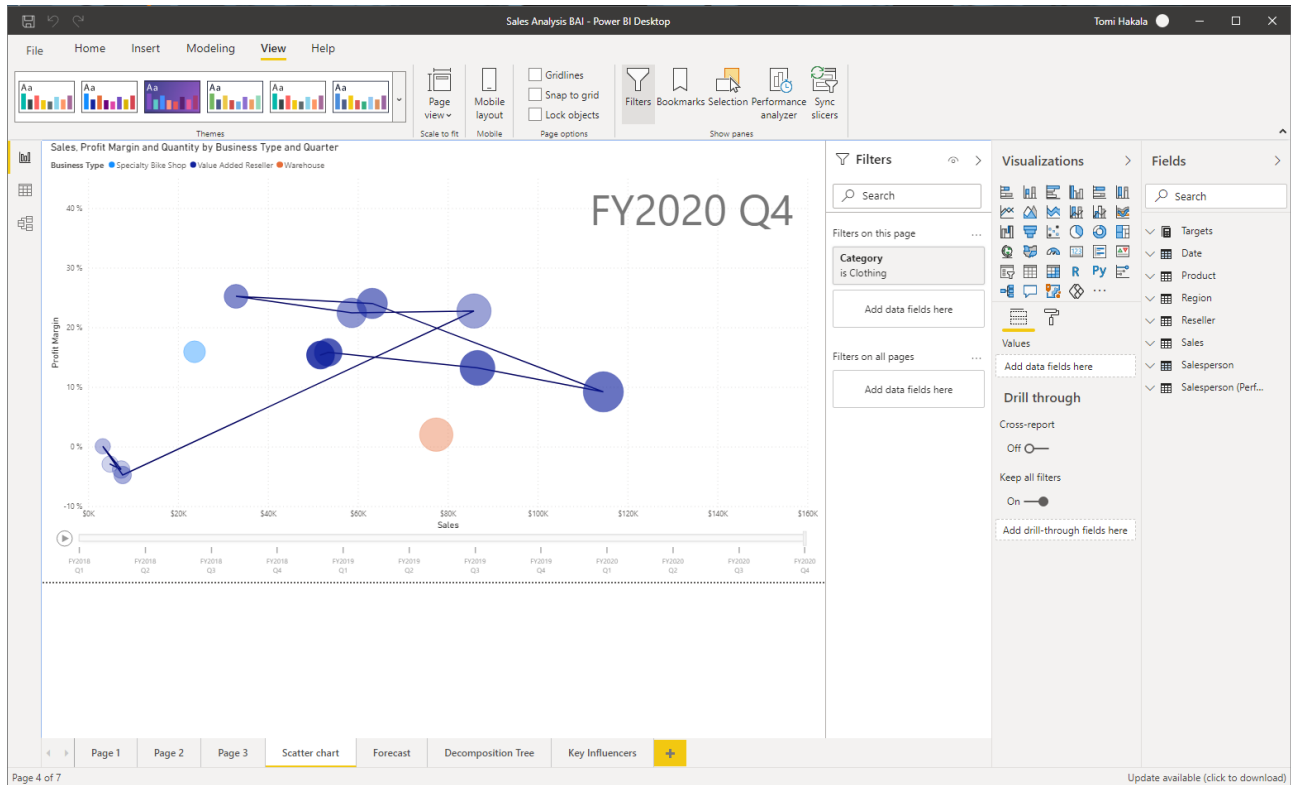 Sales Analysis BAI - Power BI Desktop
Tomi Hakala
File Home Insert Modeling View Help
Aa Aa Aa Aa Aa Aa
Page view
Mobile layout
Gridlines
Snap to grid
Lock objects
Filters Bookmarks Selection Performance analyzer Sync slicers
Themes Scale to fit Mobile Page options Show panes
Sales, Profit Margin and Quantity by Business Type and Quarter
Business Type Specialty Bike Shop Value Added Reseller Warehouse
FY2020 Q4
40 %
30 %
20 %
10 %
0 %
-10 %
Profit Margin
$0K $20K $40K $60K $80K $100K $120K $140K $160K
Sales
FY2018 Q1 FY2018 Q2 FY2018 Q3 FY2018 Q4 FY2019 Q1 FY2019 Q2 FY2019 Q3 FY2019 Q4 FY2020 Q1 FY2020 Q2 FY2020 Q3 FY2020 Q4
Filters
Search
Filters on this page ...
Category
is Clothing
Add data fields here
Filters on all pages ...
Add data fields here
Visualizations
R Py
...
Values
Add data fields here
Drill through
Cross-report
Off
Keep all filters
On
Add drill-through fields here
Fields
Search
Targets
Date
Product
Region
Reseller
Sales
Salesperson
Salesperson (Perf...
Page 1 Page 2 Page 3 Scatter chart Forecast Decomposition Tree Key Influencers +
Page 4 of 7
Update available (click to download)